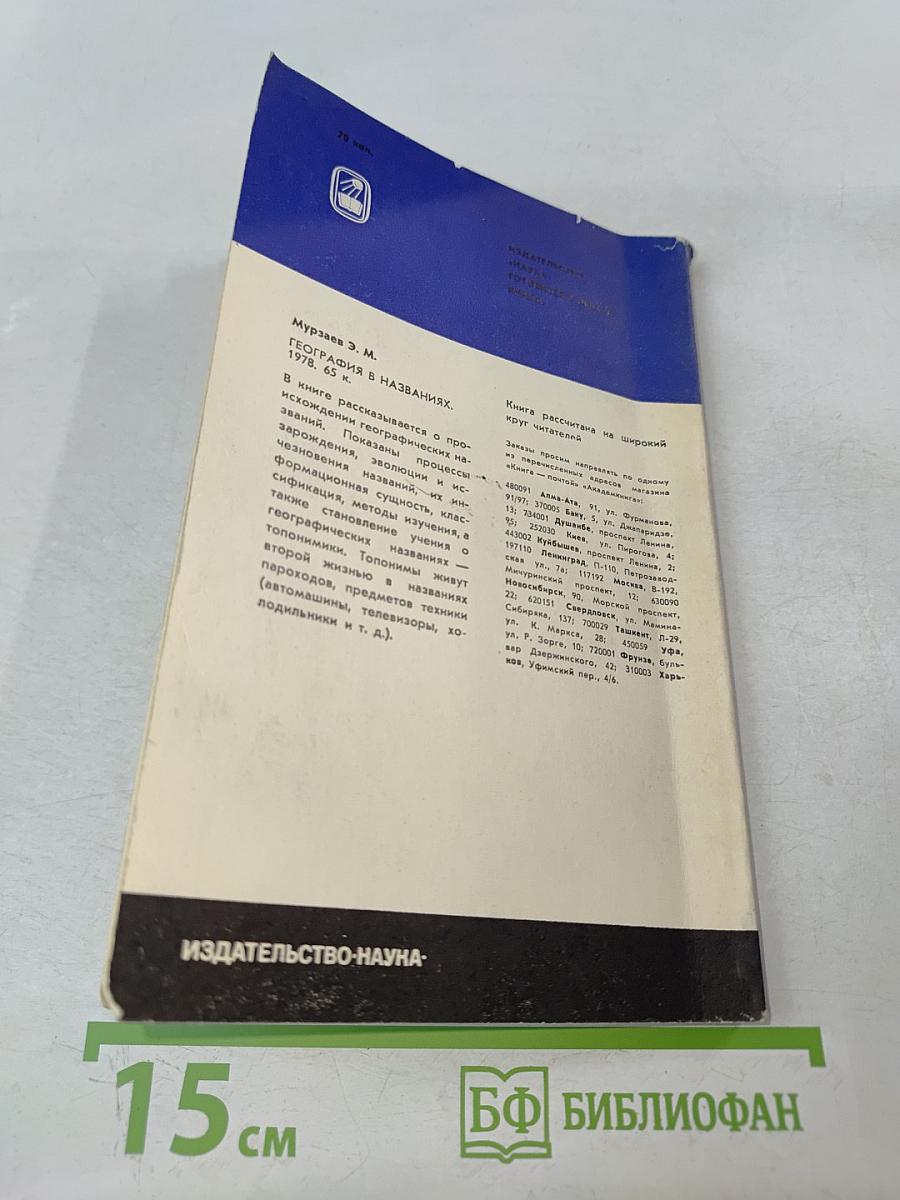 70 коп.
ИЗДАТЕЛЬСТВО
«НАУКА»
ГОТОВИТСЯ К ПЕЧАТИ
КНИГА:
Мурзаев Э. М.
ГЕОГРАФИЯ В НАЗВАНИЯХ.
1978. 65 к.
В книге рассказывается о про-
исхождении географических на-
званий. Показаны процессы
зарождения, эволюции и ис-
чезновения названий, их ин-
формационная сущность, клас-
сификация, методы изучения, а
также становление учения о
географических названиях —
топонимики. Топонимы живут
второй жизнью в названиях
пароходов, предметов техники
(автомашины, телевизоры, хо-
лодильники и т. д.).
Книга рассчитана на широкий
круг читателей
Заказы просим направлять по одному
из перечисленных адресов магазина
«Книга — почтой» «Академкнига»:
480091 Алма-Ата, 91, ул. Фурманова,
91/97; 370005 Баку, 5, ул. Джапаридзе,
13; 734001 Душанбе, проспект Ленина,
95; 252030 Киев, ул. Пирогова, 4;
443002 Куйбышев, проспект Ленина, 2;
197110 Ленинград, П-110, Петрозавод-
ская ул., 7а; 117192 Москва, В-192,
Мичуринский проспект, 12; 630090
Новосибирск, 90, Морской проспект,
22; 620151 Свердловск, ул. Мамина-
Сибиряка, 137; 700029 Ташкент, Л-29,
ул. К. Маркса, 28; 450059 Уфа,
ул. Р. Зорге, 10; 720001 Фрунзе, буль-
вар Дзержинского, 42; 310003 Харь-
ков, Уфимский пер., 4/6.
ИЗДАТЕЛЬСТВО·НАУКА·
15 см
БФ БИБЛИОФАН